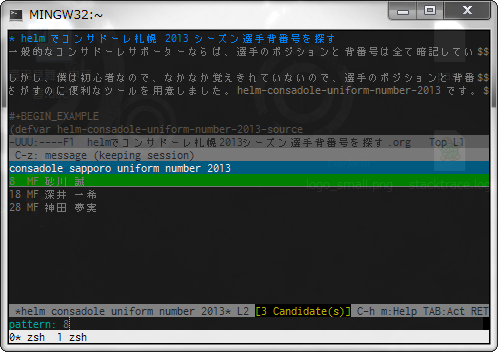 MINGW32:~
* helm でコンサドーレ札幌 2013 シーズン選手背番号を探す
一般的なコンサドーレサポーターならば、選手のポジションと背番号は全て暗記してい$$
しかし、僕は初心者なので、なかなか覚えきれていないので、選手のポジションと背番$$
さがすのに便利なツールを用意しました。helm-consadole-uniform-number-2013 です。$
#+BEGIN_EXAMPLE
(defvar helm-consadole-uniform-number-2013-source
-UUU:----F1  helmでコンサドーレ札幌2013シーズン選手背番号を探す.org   Top L1
C-z: message (keeping session)
consadole sapporo uniform number 2013
8  MF 砂川 誠
18 MF 深井 一希
28 MF 神田 夢実
logo_small.png  stacktrace.log
*helm consadole uniform number 2013* L2 [3 Candidate(s)] C-h m:Help TAB:Act RET
pattern: 8
0* zsh  1 zsh